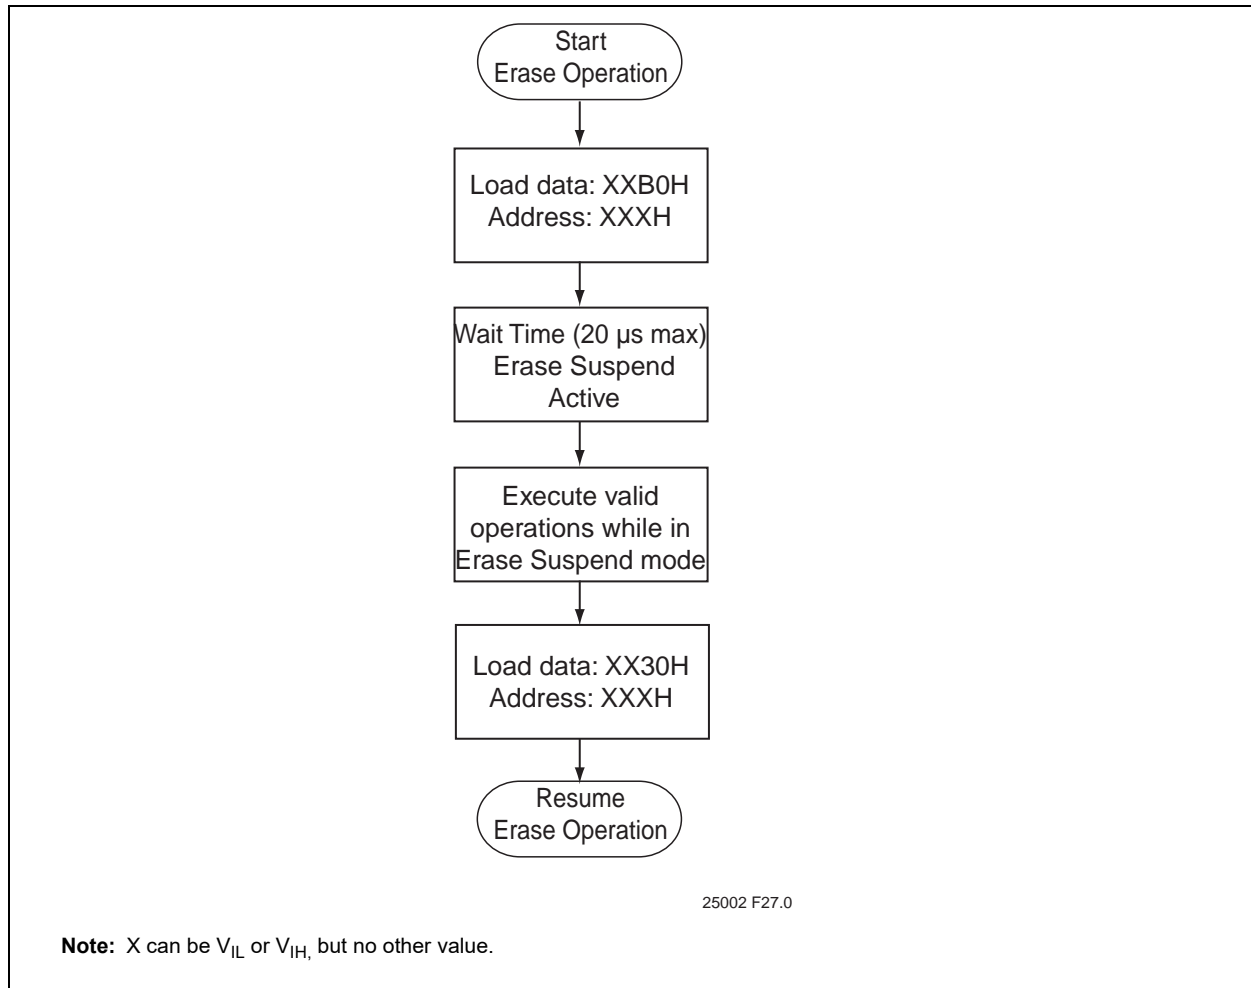 Start
Erase Operation
Load data: XXB0H
Address: XXXH
Wait Time (20 µs max)
Erase Suspend
Active
Execute valid
operations while in
Erase Suspend mode
Load data: XX30H
Address: XXXH
Resume
Erase Operation
25002 F27.0
Note: X can be VIL or VIH, but no other value.